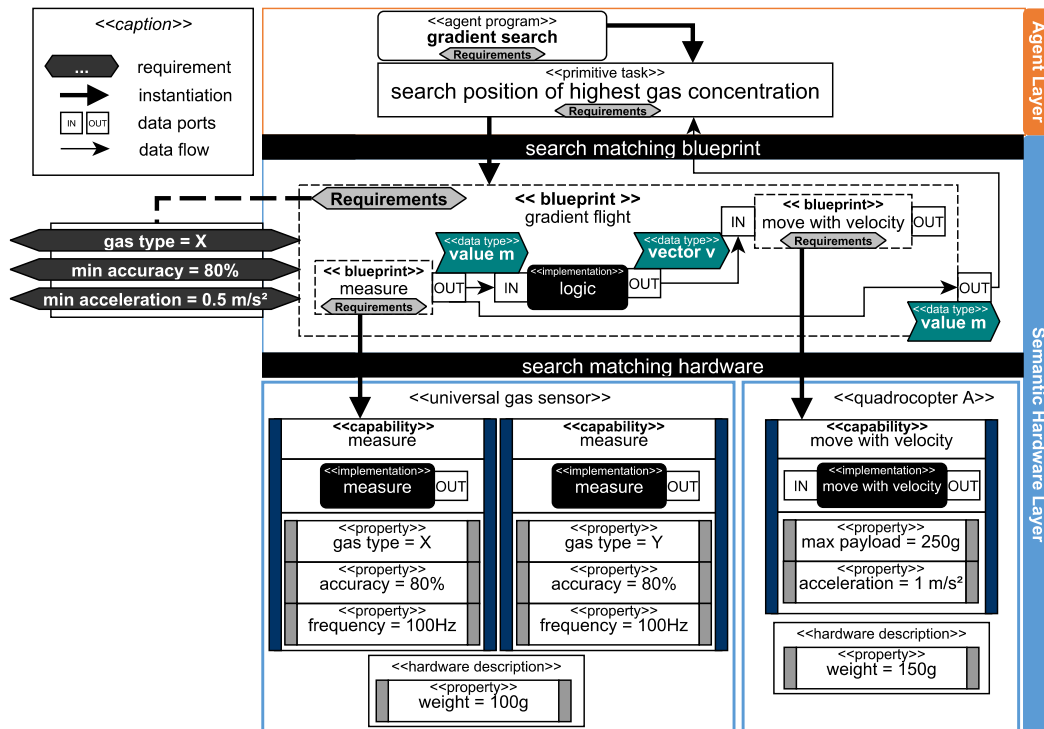 <<caption>>
...
requirement
instantiation
IN
OUT
data ports
data flow
<<agent program>>
gradient search
Requirements
<<primitive task>>
search position of highest gas concentration
Requirements
Agent Layer
search matching blueprint
Requirements
<< blueprint >>
gradient flight
gas type = X
min accuracy = 80%
min acceleration = 0.5 m/s²
<< blueprint>>
measure
Requirements
OUT
<<data type>>
value m
IN
<<implementation>>
logic
OUT
<<data type>>
vector v
IN
<< blueprint>>
move with velocity
Requirements
OUT
OUT
<<data type>>
value m
Semantic Hardware Layer
search matching hardware
<<universal gas sensor>>
<<capability>>
measure
<<implementation>>
measure
OUT
<<property>>
gas type = X
<<property>>
accuracy = 80%
<<property>>
frequency = 100Hz
<<capability>>
measure
<<implementation>>
measure
OUT
<<property>>
gas type = Y
<<property>>
accuracy = 80%
<<property>>
frequency = 100Hz
<<hardware description>>
<<property>>
weight = 100g
<<quadrocopter A>>
<<capability>>
move with velocity
IN
<<implementation>>
move with velocity
OUT
<<property>>
max payload = 250g
<<property>>
acceleration = 1 m/s²
<<hardware description>>
<<property>>
weight = 150g